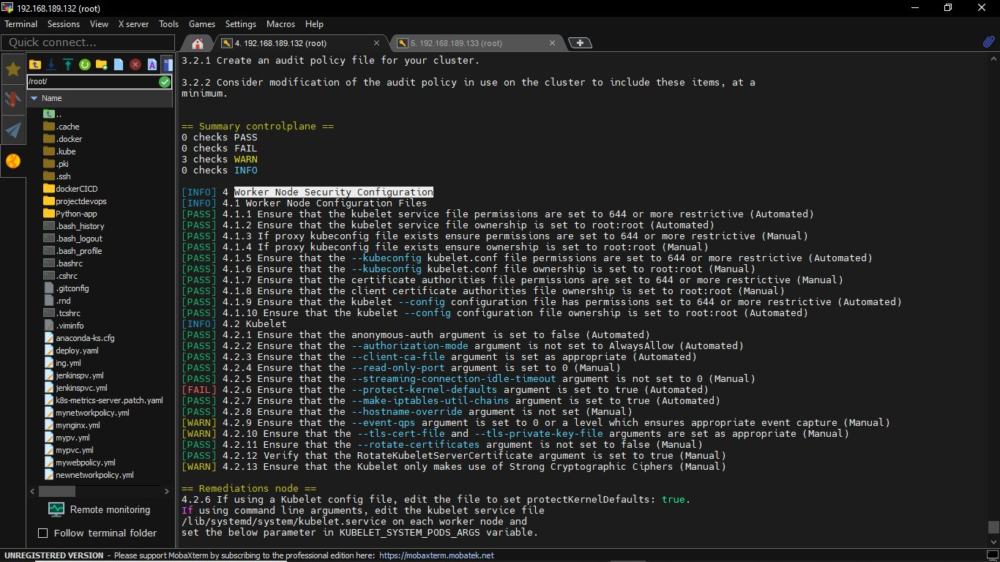 192.168.189.132 (root)
Terminal Sessions View X server Tools Games Settings Macros Help
Quick connect...
4. 192.168.189.132 (root)
5. 192.168.189.133 (root)
/root/
Name
..
.cache
.docker
.kube
.pki
.ssh
dockerCICD
projectdevops
Python-app
.bash_history
.bash_logout
.bash_profile
.bashrc
.cshrc
.gitconfig
.rnd
.tcshrc
.viminfo
anaconda-ks.cfg
deploy.yaml
ing.yml
jenkinspv.yml
jenkinspvc.yml
k8s-metrics-server.patch.yaml
mynetworkpolicy.yml
mynginx.yml
mypv.yml
mypvc.yml
mywebpolicy.yml
newnetworkpolicy.yml
Remote monitoring
Follow terminal folder
3.2.1 Create an audit policy file for your cluster.
3.2.2 Consider modification of the audit policy in use on the cluster to include these items, at a
minimum.
== Summary controlplane ==
0 checks PASS
0 checks FAIL
3 checks WARN
0 checks INFO
[INFO] 4 Worker Node Security Configuration
[INFO] 4.1 Worker Node Configuration Files
[PASS] 4.1.1 Ensure that the kubelet service file permissions are set to 644 or more restrictive (Automated)
[PASS] 4.1.2 Ensure that the kubelet service file ownership is set to root:root (Automated)
[PASS] 4.1.3 If proxy kubeconfig file exists ensure permissions are set to 644 or more restrictive (Manual)
[PASS] 4.1.4 If proxy kubeconfig file exists ensure ownership is set to root:root (Manual)
[PASS] 4.1.5 Ensure that the --kubeconfig kubelet.conf file permissions are set to 644 or more restrictive (Automated)
[PASS] 4.1.6 Ensure that the --kubeconfig kubelet.conf file ownership is set to root:root (Manual)
[PASS] 4.1.7 Ensure that the certificate authorities file permissions are set to 644 or more restrictive (Manual)
[PASS] 4.1.8 Ensure that the client certificate authorities file ownership is set to root:root (Manual)
[PASS] 4.1.9 Ensure that the kubelet --config configuration file has permissions set to 644 or more restrictive (Automated)
[PASS] 4.1.10 Ensure that the kubelet --config configuration file ownership is set to root:root (Automated)
[INFO] 4.2 Kubelet
[PASS] 4.2.1 Ensure that the anonymous-auth argument is set to false (Automated)
[PASS] 4.2.2 Ensure that the --authorization-mode argument is not set to AlwaysAllow (Automated)
[PASS] 4.2.3 Ensure that the --client-ca-file argument is set as appropriate (Automated)
[PASS] 4.2.4 Ensure that the --read-only-port argument is set to 0 (Manual)
[PASS] 4.2.5 Ensure that the --streaming-connection-idle-timeout argument is not set to 0 (Manual)
[FAIL] 4.2.6 Ensure that the --protect-kernel-defaults argument is set to true (Automated)
[PASS] 4.2.7 Ensure that the --make-iptables-util-chains argument is set to true (Automated)
[PASS] 4.2.8 Ensure that the --hostname-override argument is not set (Manual)
[WARN] 4.2.9 Ensure that the --event-qps argument is set to 0 or a level which ensures appropriate event capture (Manual)
[WARN] 4.2.10 Ensure that the --tls-cert-file and --tls-private-key-file arguments are set as appropriate (Manual)
[PASS] 4.2.11 Ensure that the --rotate-certificates argument is not set to false (Manual)
[PASS] 4.2.12 Verify that the RotateKubeletServerCertificate argument is set to true (Manual)
[WARN] 4.2.13 Ensure that the Kubelet only makes use of Strong Cryptographic Ciphers (Manual)
== Remediations node ==
4.2.6 If using a Kubelet config file, edit the file to set protectKernelDefaults: true.
If using command line arguments, edit the kubelet service file
/lib/systemd/system/kubelet.service on each worker node and
set the below parameter in KUBELET_SYSTEM_PODS_ARGS variable.
UNREGISTERED VERSION - Please support MobaXterm by subscribing to the professional edition here: https://mobaxterm.mobatek.net